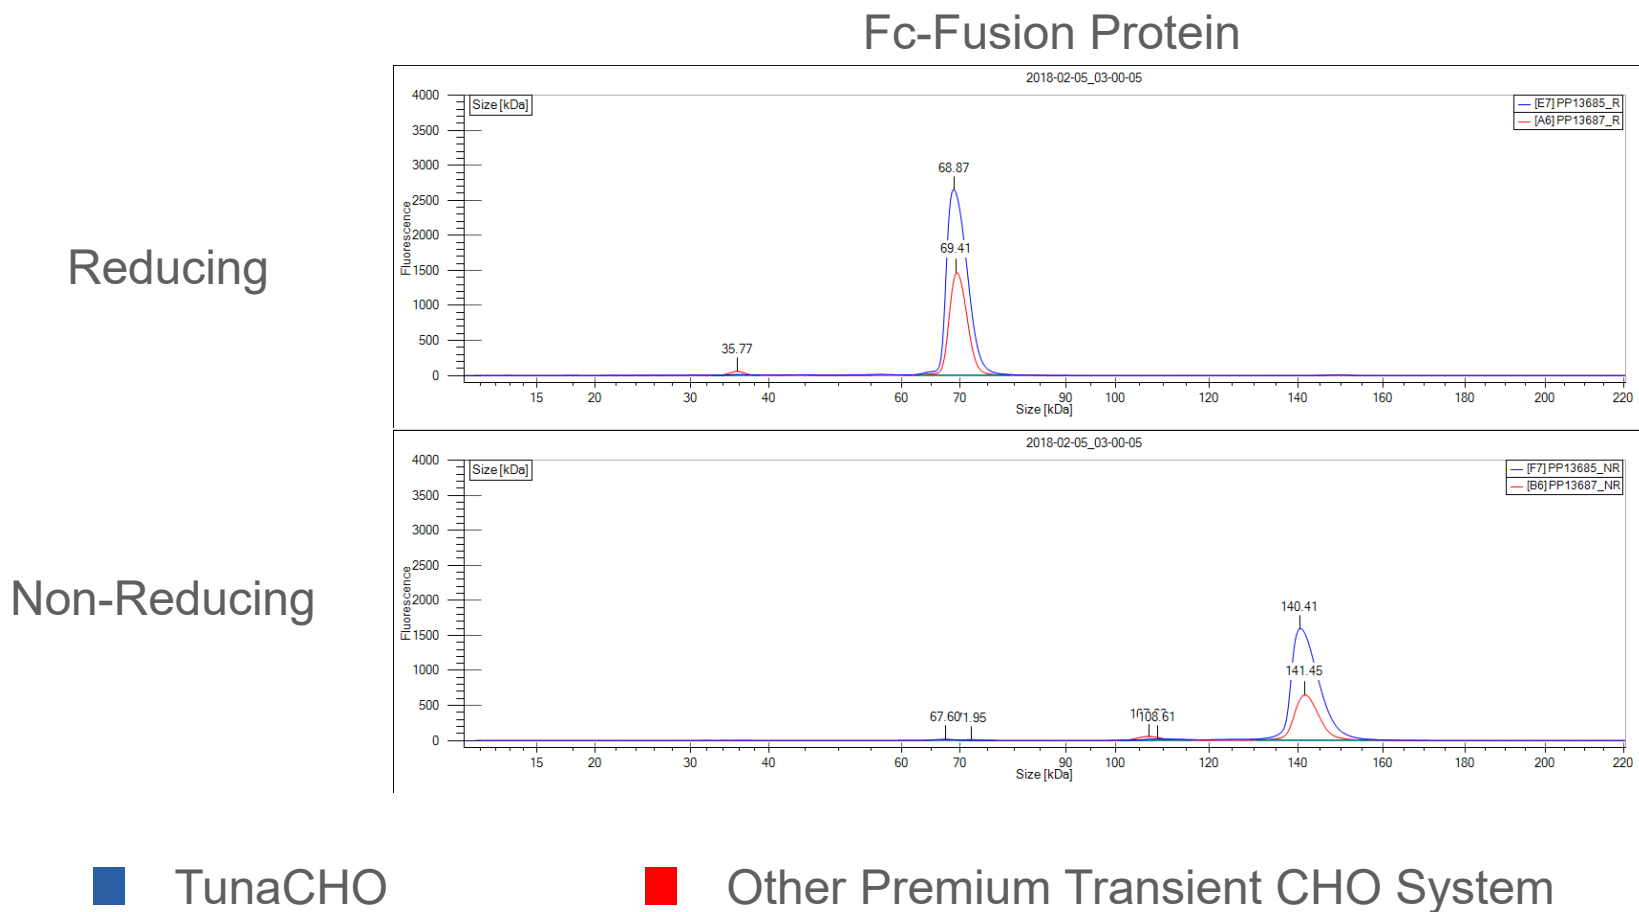 Fc-Fusion Protein
Reducing
2018-02-05_03-00-05
Size [kDa]
[E7] PP13685_R
[A6] PP13687_R
Fluorescence
4000
3500
3000
2500
2000
1500
1000
500
0
68.87
69.41
35.77
15 20 30 40 60 70 80 90 100 120 140 160 180 200 220
Size [kDa]
Non-Reducing
2018-02-05_03-00-05
Size [kDa]
[F7] PP13685_NR
[B6] PP13687_NR
Fluorescence
4000
3500
3000
2500
2000
1500
1000
500
0
140.41
141.45
67.60
108.61
15 20 30 40 60 70 90 100 120 140 160 180 200 220
Size [kDa]
TunaCHO
Other Premium Transient CHO System